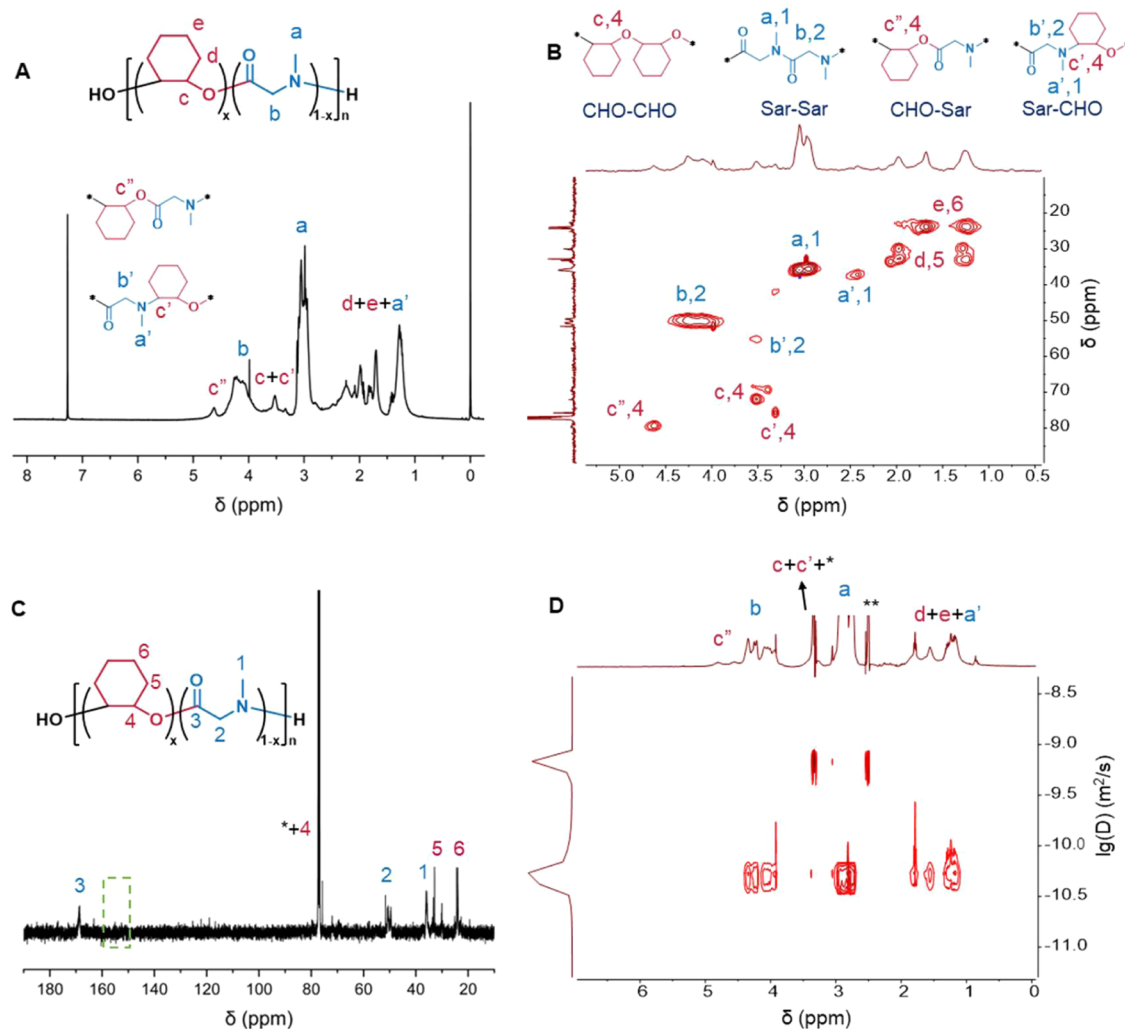 A
e
d
a
O
N
HO
[
(
)
x
(
)
1-x
]
n
H
c
O
b
c"
O
N
O
b'
N
O
O
c'
a'
a
d+e+a'
b
c+c'
c"
8 7 6 5 4 3 2 1 0
δ (ppm)
B
c,4
a,1
b,2
c",4
b',2
c',4
a',1
CHO-CHO Sar-Sar CHO-Sar Sar-CHO
e,6
d,5
a,1
a',1
b,2
b',2
c,4
c',4
c",4
20
30
40
50
60
70
80
δ (ppm)
5.0 4.5 4.0 3.5 3.0 2.5 2.0 1.5 1.0 0.5
δ (ppm)
C
6
5
1
O
N
HO
[
(
)
x
(
)
1-x
]
n
H
4
O
3
2
*+4
5 6
3 2 1
180 160 140 120 100 80 60 40 20
δ (ppm)
D
c+c'+*
a
b
**
d+e+a'
c"
-8.5
-9.0
-9.5
-10.0
-10.5
-11.0
lg(D) (m²/s)
6 5 4 3 2 1 0
δ (ppm)